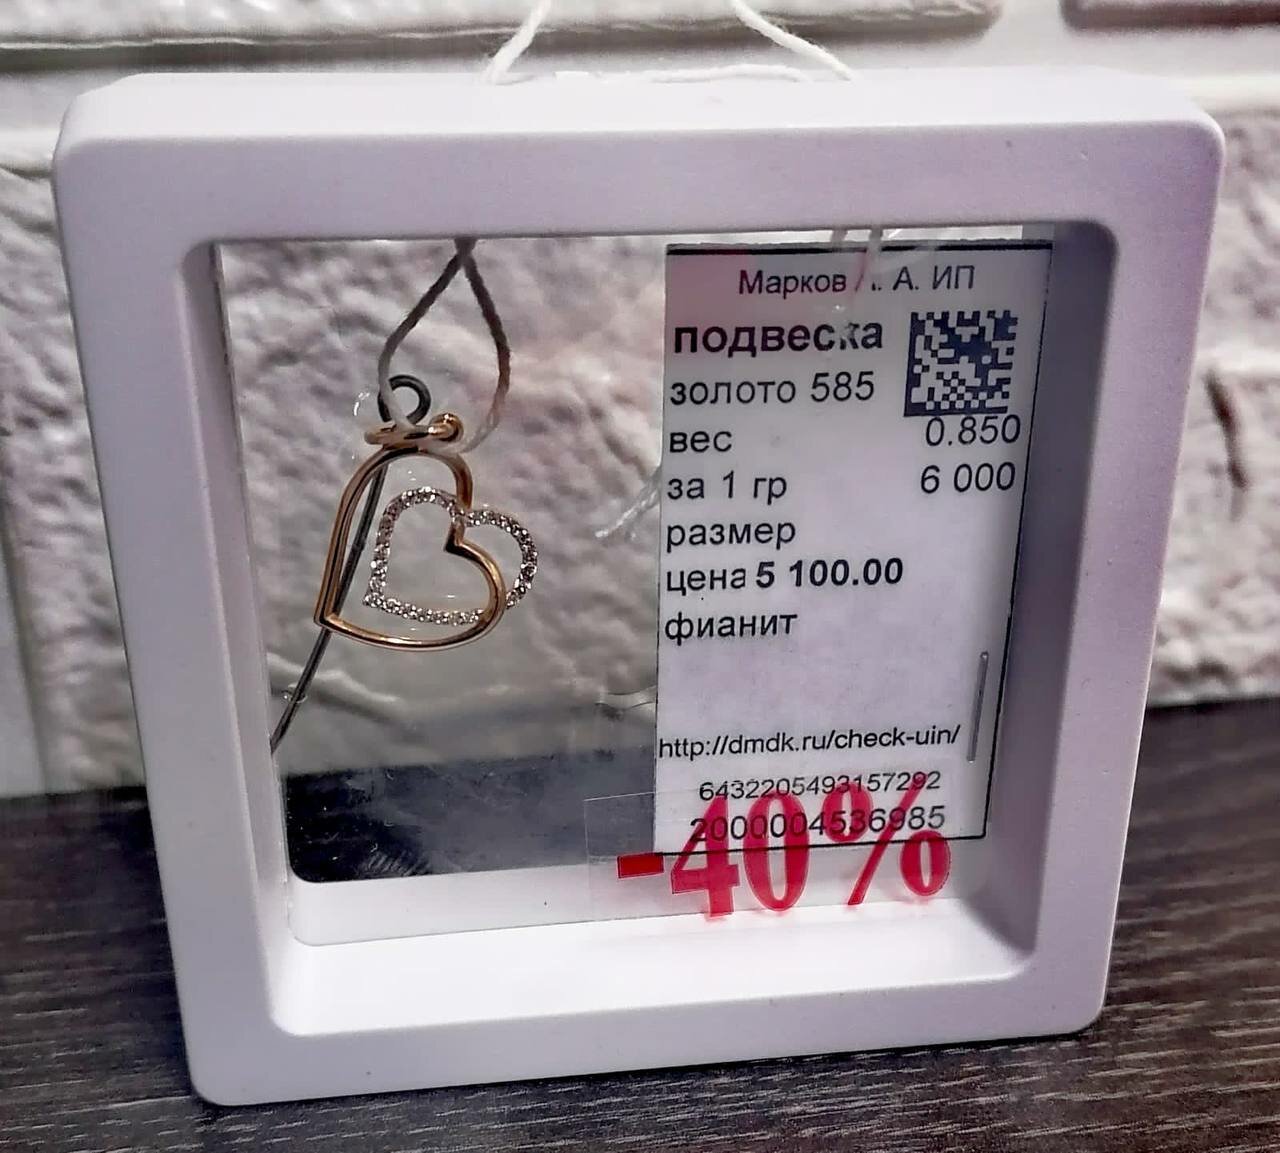 Марков А. ИП
подвеска
золото 585
вес 0.850
за 1 гр 6 000
размер
цена 5 100.00
фианит
http://dmdk.ru/check-uin/
6432205493157292
2000004536985
-40%